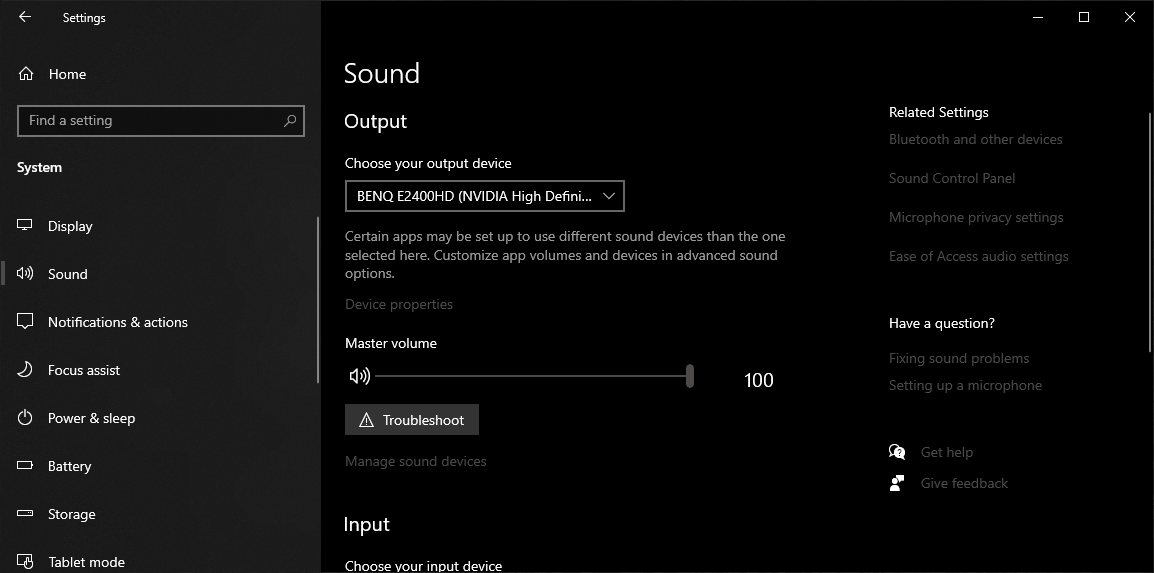 Settings
Home
Find a setting
System
Display
Sound
Notifications & actions
Focus assist
Power & sleep
Battery
Storage
Tablet mode
Sound
Output
Choose your output device
BENQ E2400HD (NVIDIA High Defini...
Certain apps may be set up to use different sound devices than the one
selected here. Customize app volumes and devices in advanced sound
options.
Device properties
Master volume
100
Troubleshoot
Manage sound devices
Input
Choose your input device
Related Settings
Bluetooth and other devices
Sound Control Panel
Microphone privacy settings
Ease of Access audio settings
Have a question?
Fixing sound problems
Setting up a microphone
Get help
Give feedback